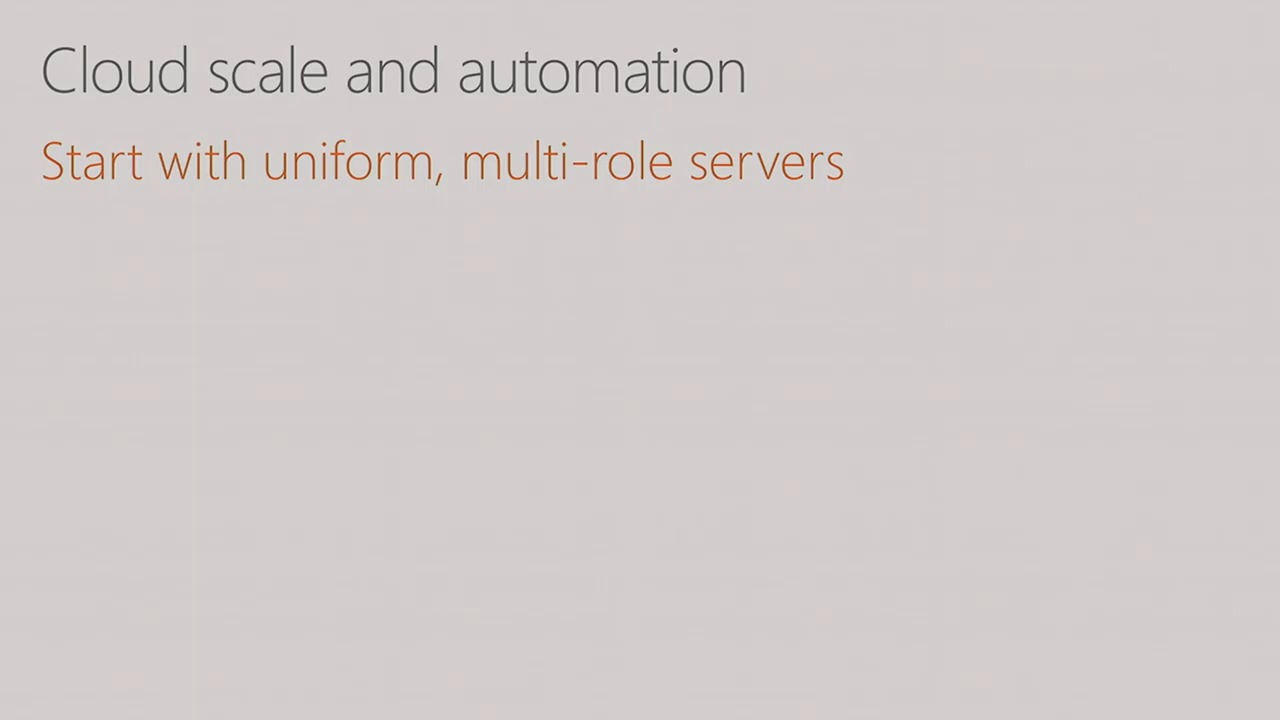 Cloud scale and automation
Start with uniform, multi-role servers